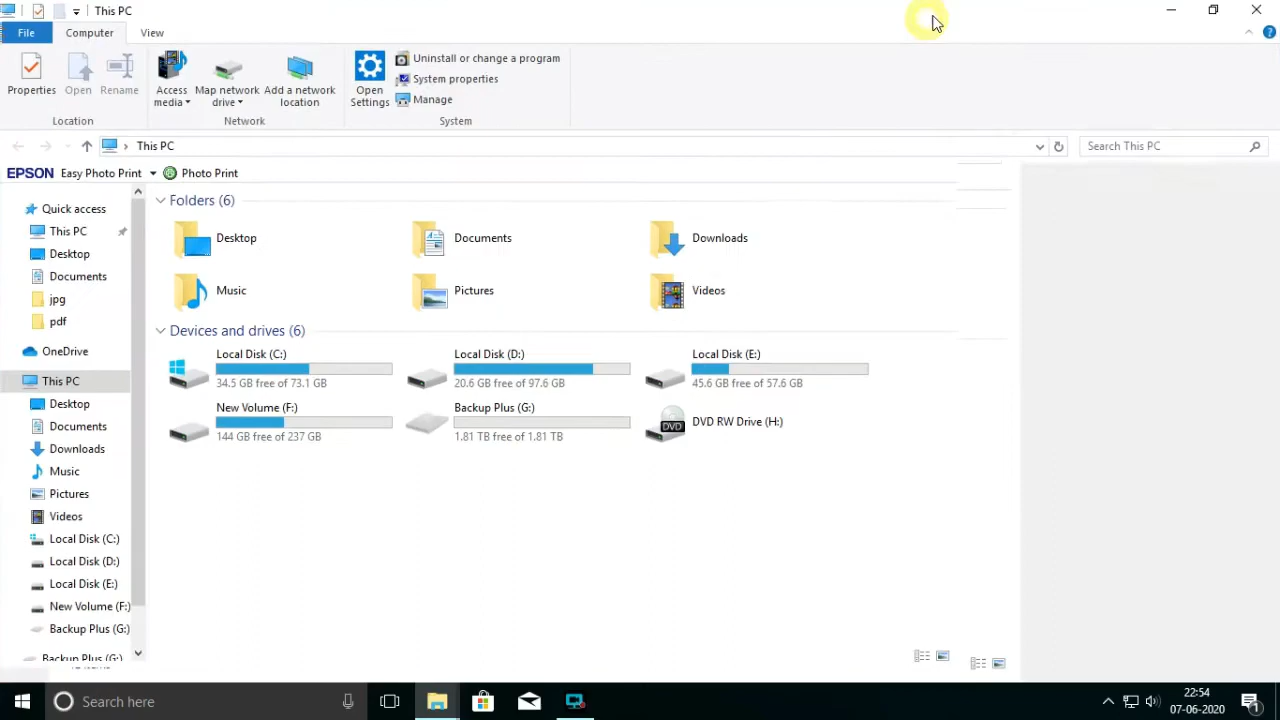 This PC
File Computer View
Properties Open Rename Access media Map network drive Add a network location Open Settings Uninstall or change a program
System properties
Manage
Location Network System
This PC Search This PC
EPSON Easy Photo Print Photo Print
Quick access
This PC
Desktop
Documents
jpg
pdf
OneDrive
This PC
Desktop
Documents
Downloads
Music
Pictures
Videos
Local Disk (C:)
Local Disk (D:)
Local Disk (E:)
New Volume (F:)
Backup Plus (G:)
Backup Plus (G:)
Folders (6)
Desktop Documents Downloads
Music Pictures Videos
Devices and drives (6)
Local Disk (C:) Local Disk (D:) Local Disk (E:)
34.5 GB free of 73.1 GB 20.6 GB free of 97.6 GB 45.6 GB free of 57.6 GB
New Volume (F:) Backup Plus (G:) DVD RW Drive (H:)
144 GB free of 237 GB 1.81 TB free of 1.81 TB
DVD
Search here 22:54
07-06-2020
1